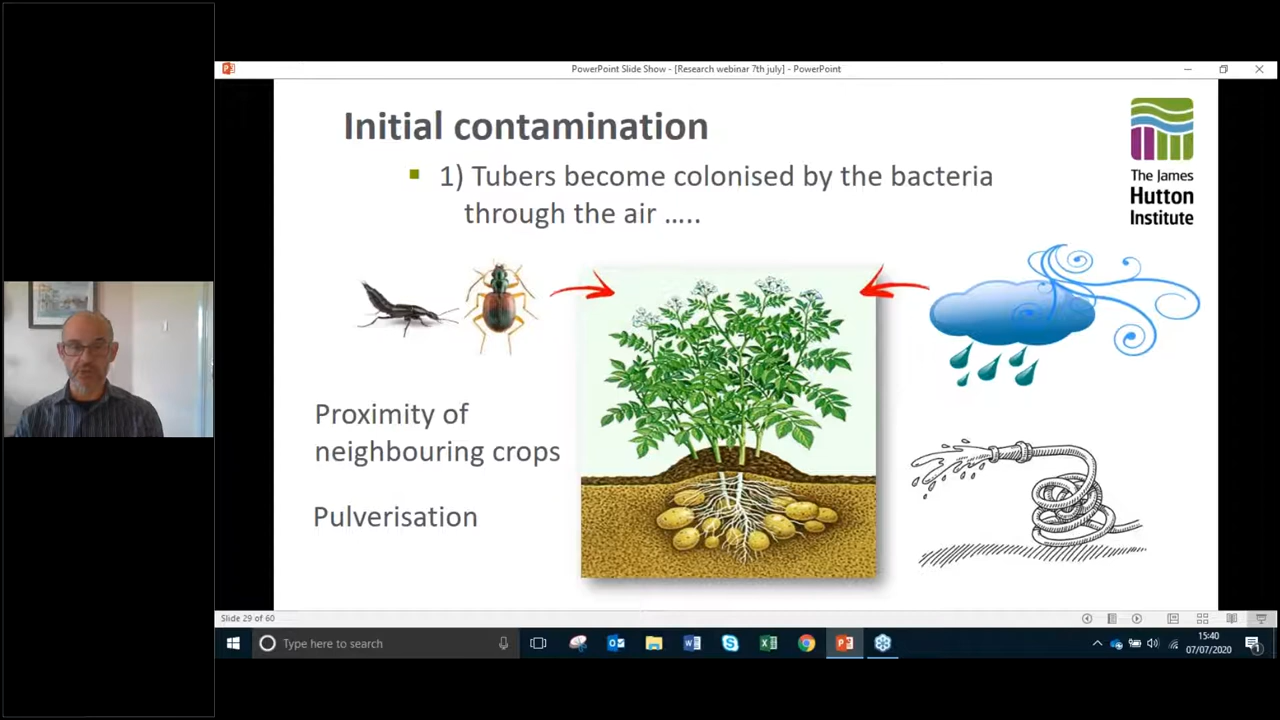 PowerPoint Slide Show - [Research webinar 7th july] - PowerPoint
Initial contamination
1) Tubers become colonised by the bacteria
through the air .....
The James
Hutton
Institute
Proximity of
neighbouring crops
Pulverisation
Slide 29 of 60
Type here to search
15:40
07/07/2020